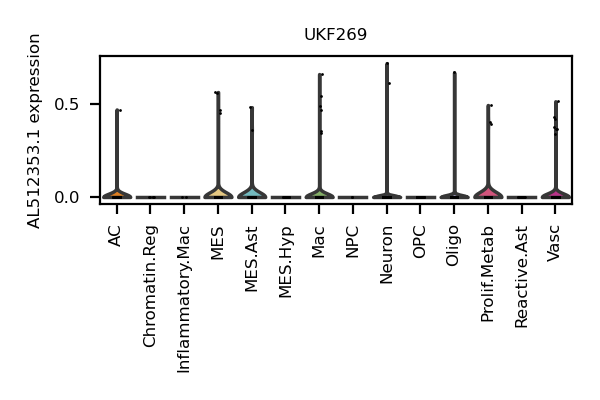 UKF269
AL512353.1 expression
0.5
0.0
AC
Chromatin.Reg
Inflammatory.Mac
MES
MES.Ast
MES.Hyp
Mac
NPC
Neuron
OPC
Oligo
Prolif.Metab
Reactive.Ast
Vasc